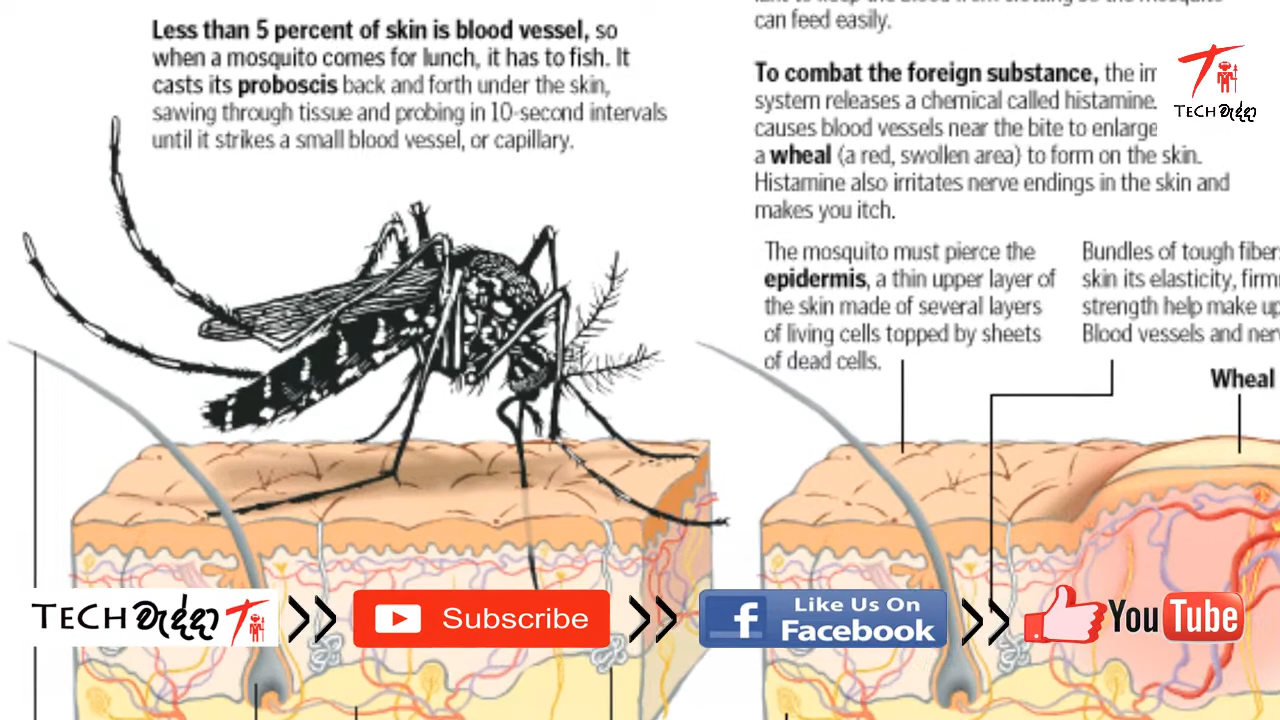 Less than 5 percent of skin is blood vessel, so
when a mosquito comes for lunch, it has to fish. It
casts its proboscis back and forth under the skin,
sawing through tissue and probing in 10-second intervals
until it strikes a small blood vessel, or capillary.
can feed easily.
To combat the foreign substance, the im
system releases a chemical called histamine.
causes blood vessels near the bite to enlarge
a wheal (a red, swollen area) to form on the skin.
Histamine also irritates nerve endings in the skin and
makes you itch.
TECH වැද්දා
The mosquito must pierce the
epidermis, a thin upper layer of
the skin made of several layers
of living cells topped by sheets
of dead cells.
Bundles of tough fiber
skin its elasticity, firm
strength help make up
Blood vessels and ner
Wheal
TECH වැද්දා
Subscribe
Like Us On
Facebook
YouTube